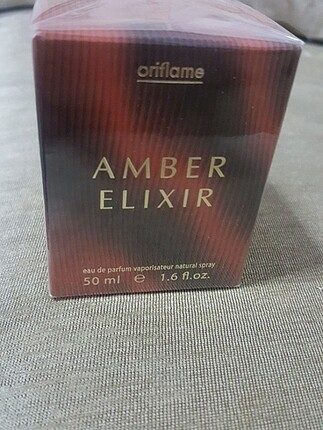 oriflame
AMBER
ELIXIR
eau de parfum vaporisateur natural spray
50 ml ℮ 1.6 fl.oz.